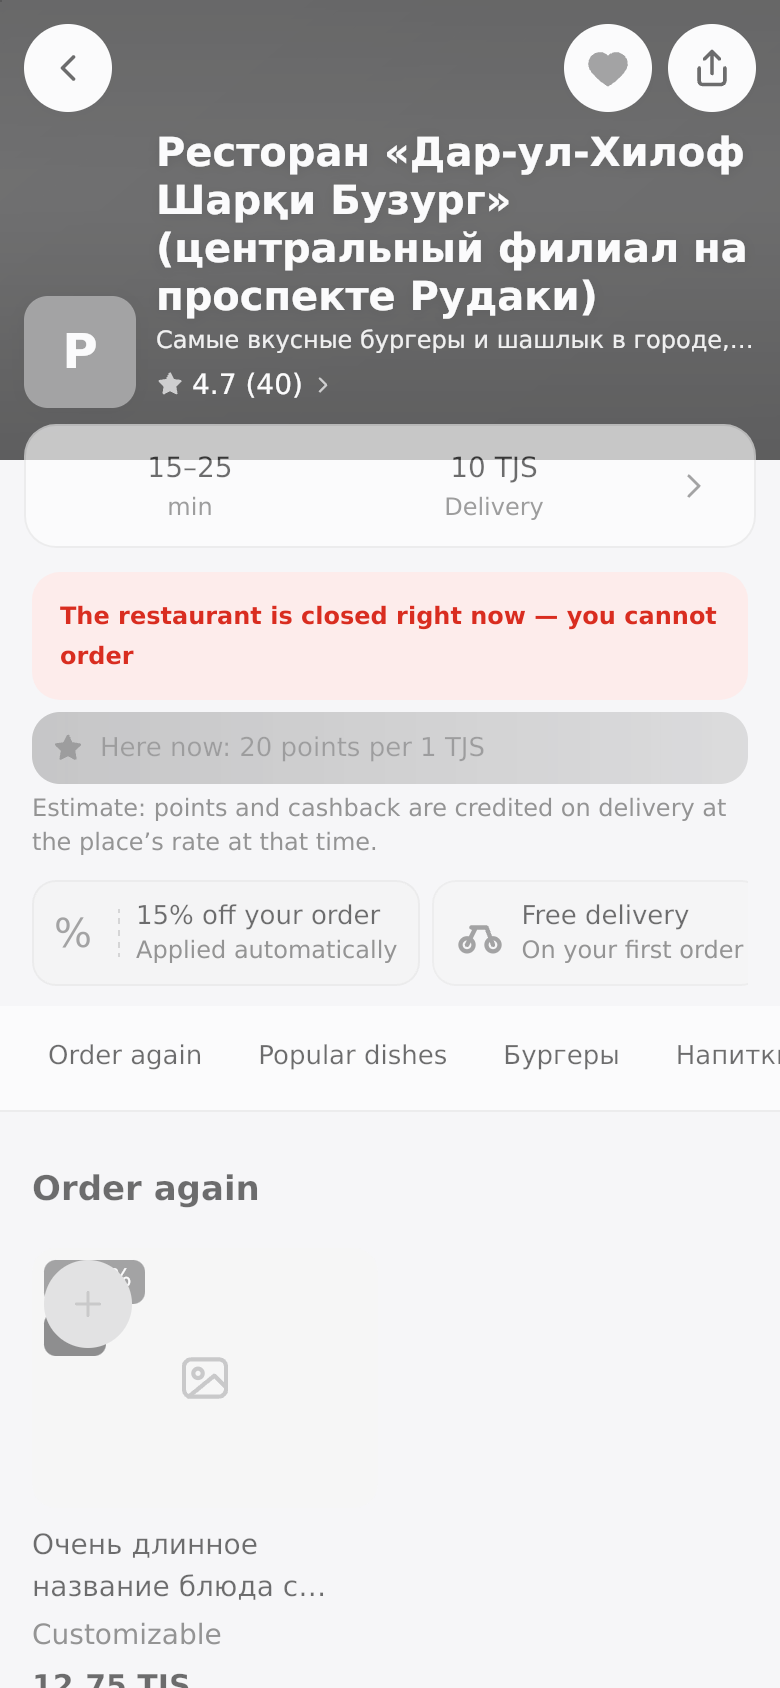 Ресторан «Дар-ул-Хилоф
Шарқи Бузург»
(центральный филиал на
проспекте Рудаки)
Р
Самые вкусные бургеры и шашлык в городе,…
4.7 (40)
15–25
min
10 TJS
Delivery
The restaurant is closed right now — you cannot
order
Here now: 20 points per 1 TJS
Estimate: points and cashback are credited on delivery at
the place’s rate at that time.
%
15% off your order
Applied automatically
Free delivery
On your first order
Order again
Popular dishes
Бургеры
Напитки
Order again
%
Очень длинное
название блюда с…
Customizable
12.75 TJS